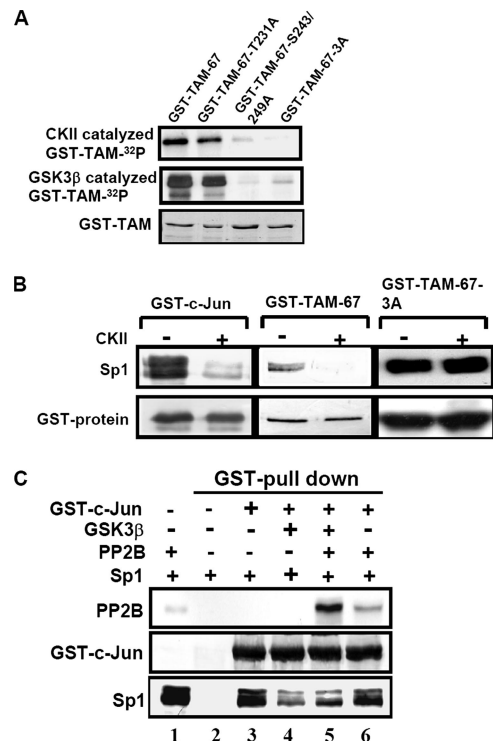 A
GST-TAM-67
GST-TAM-67-T231A
GST-TAM-67-S243/
249A
GST-TAM-67-3A
CKII catalyzed
GST-TAM-³²P
GSK3β catalyzed
GST-TAM-³²P
GST-TAM
B
GST-c-Jun GST-TAM-67 GST-TAM-67-
3A
CKII - + - + - +
Sp1
GST-protein
C
GST-pull down
GST-c-Jun - - + + + +
GSK3β - - - + + -
PP2B + - - - + +
Sp1 + + + + + +
PP2B
GST-c-Jun
Sp1
1 2 3 4 5 6